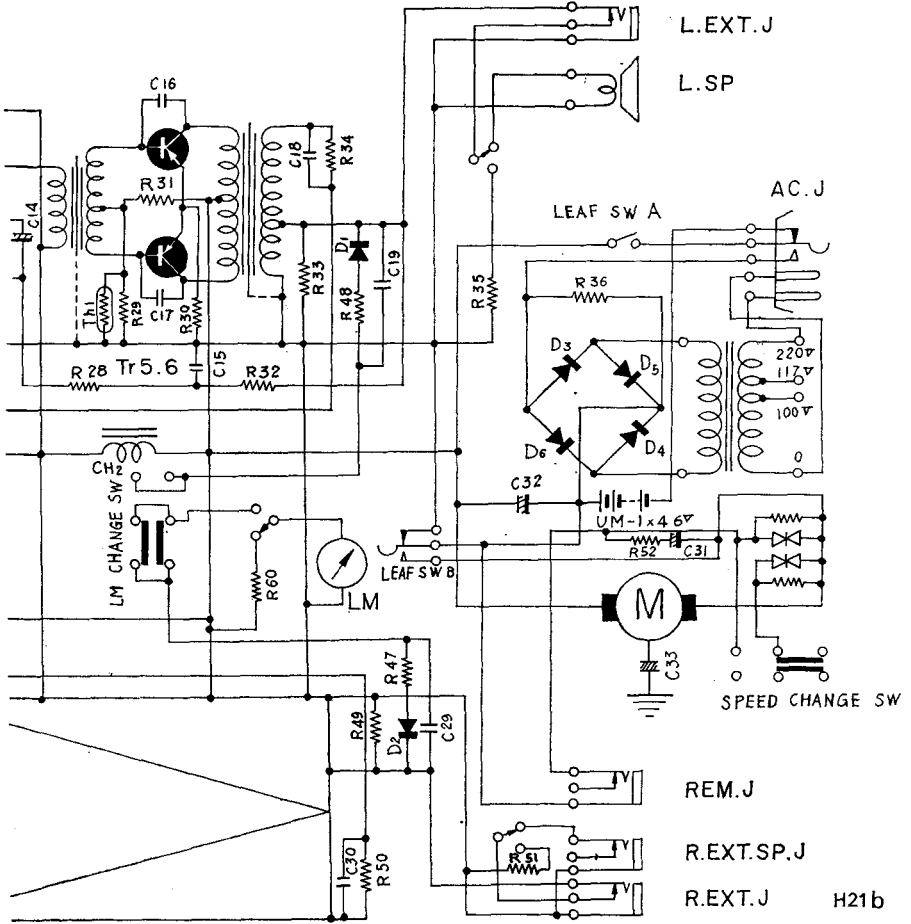 L.EXT.J
L.SP
C16
C18
R34
R31
C14
AC.J
LEAF SW A
D1
C19
R33
R48
R35
R36
Th1
R29
C17
R30
C15
Tr5.6
R28
R32
D3
D5
D6
D4
220V
117V
100V
0
CH2
C32
UM-1x4 6V
R52
C31
LM CHANGE SW
R60
LM
LEAF SW B
M
C33
SPEED CHANGE SW
R47
R49
D2
C29
REM.J
C30
R50
R51
R.EXT.SP.J
R.EXT.J
H21b